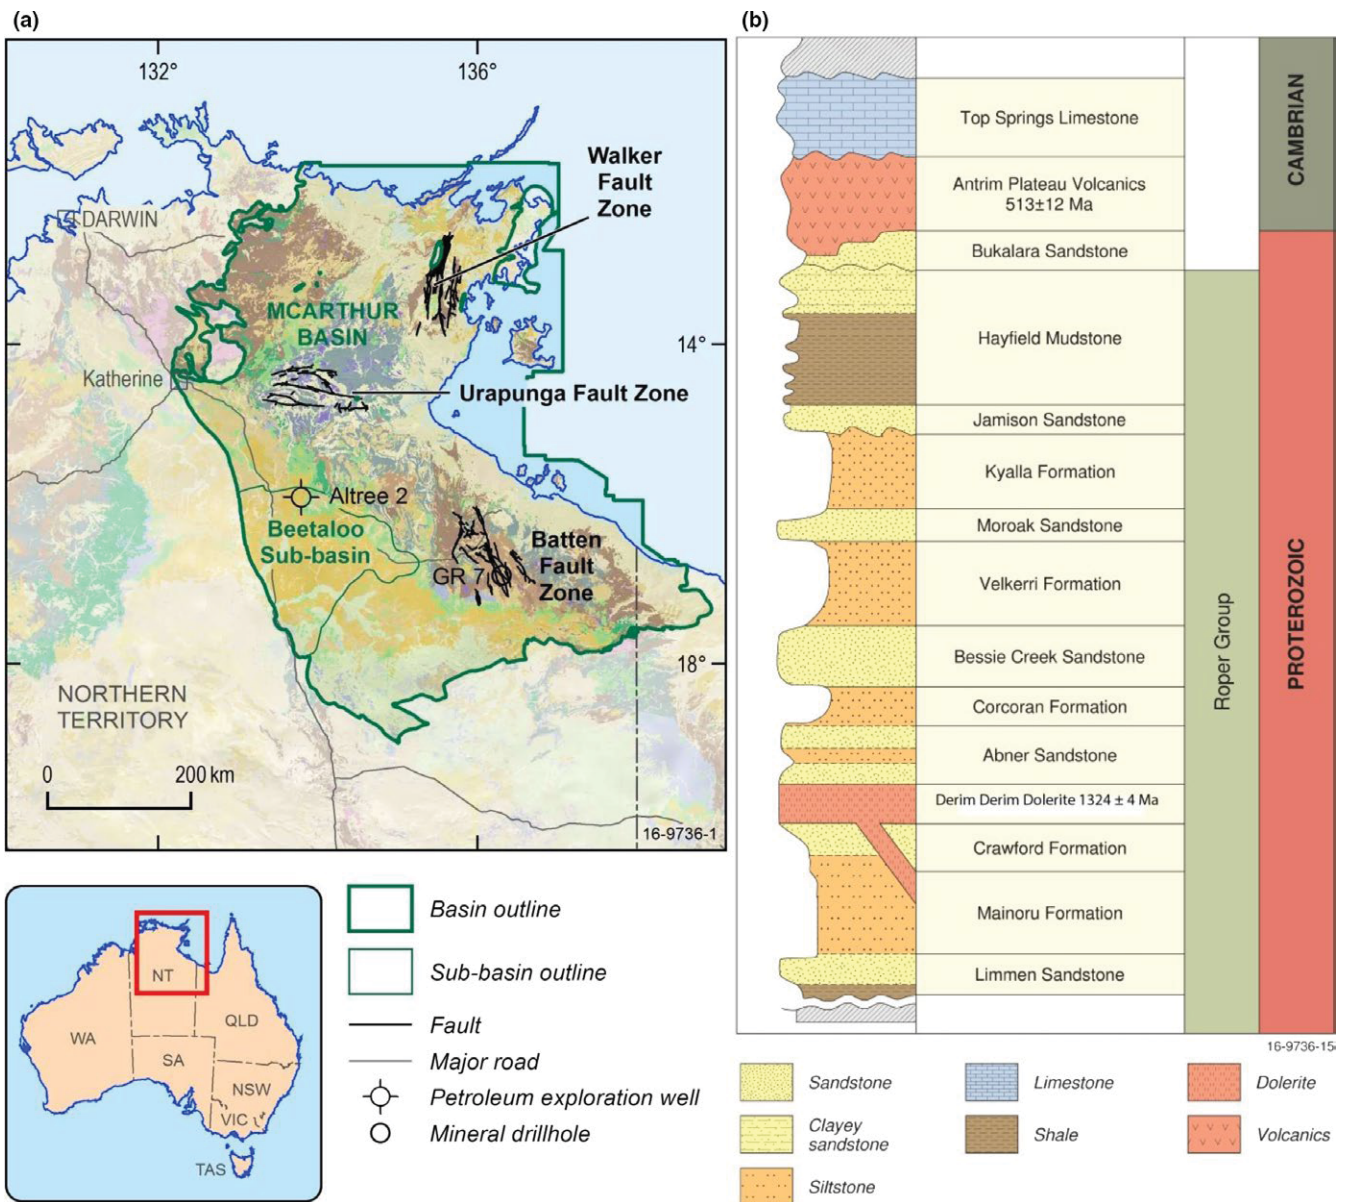 (a)
132°
136°
Walker
Fault
Zone
DARWIN
MCARTHUR
BASIN
14°
Katherine
Urapunga Fault Zone
Altree 2
Beetaloo
Sub-basin
Batten
Fault
Zone
GR 7
18°
NORTHERN
TERRITORY
0
200 km
16-9736-1
NT
WA
QLD
SA
NSW
VIC
TAS
Basin outline
Sub-basin outline
Fault
Major road
Petroleum exploration well
Mineral drillhole
(b)
Top Springs Limestone
Antrim Plateau Volcanics
513±12 Ma
Bukalara Sandstone
Hayfield Mudstone
Jamison Sandstone
Kyalla Formation
Moroak Sandstone
Velkerri Formation
Bessie Creek Sandstone
Corcoran Formation
Abner Sandstone
Derim Derim Dolerite 1324 ± 4 Ma
Crawford Formation
Mainoru Formation
Limmen Sandstone
Roper Group
CAMBRIAN
PROTEROZOIC
16-9736-15
Sandstone
Limestone
Dolerite
Clayey
sandstone
Shale
Volcanics
Siltstone